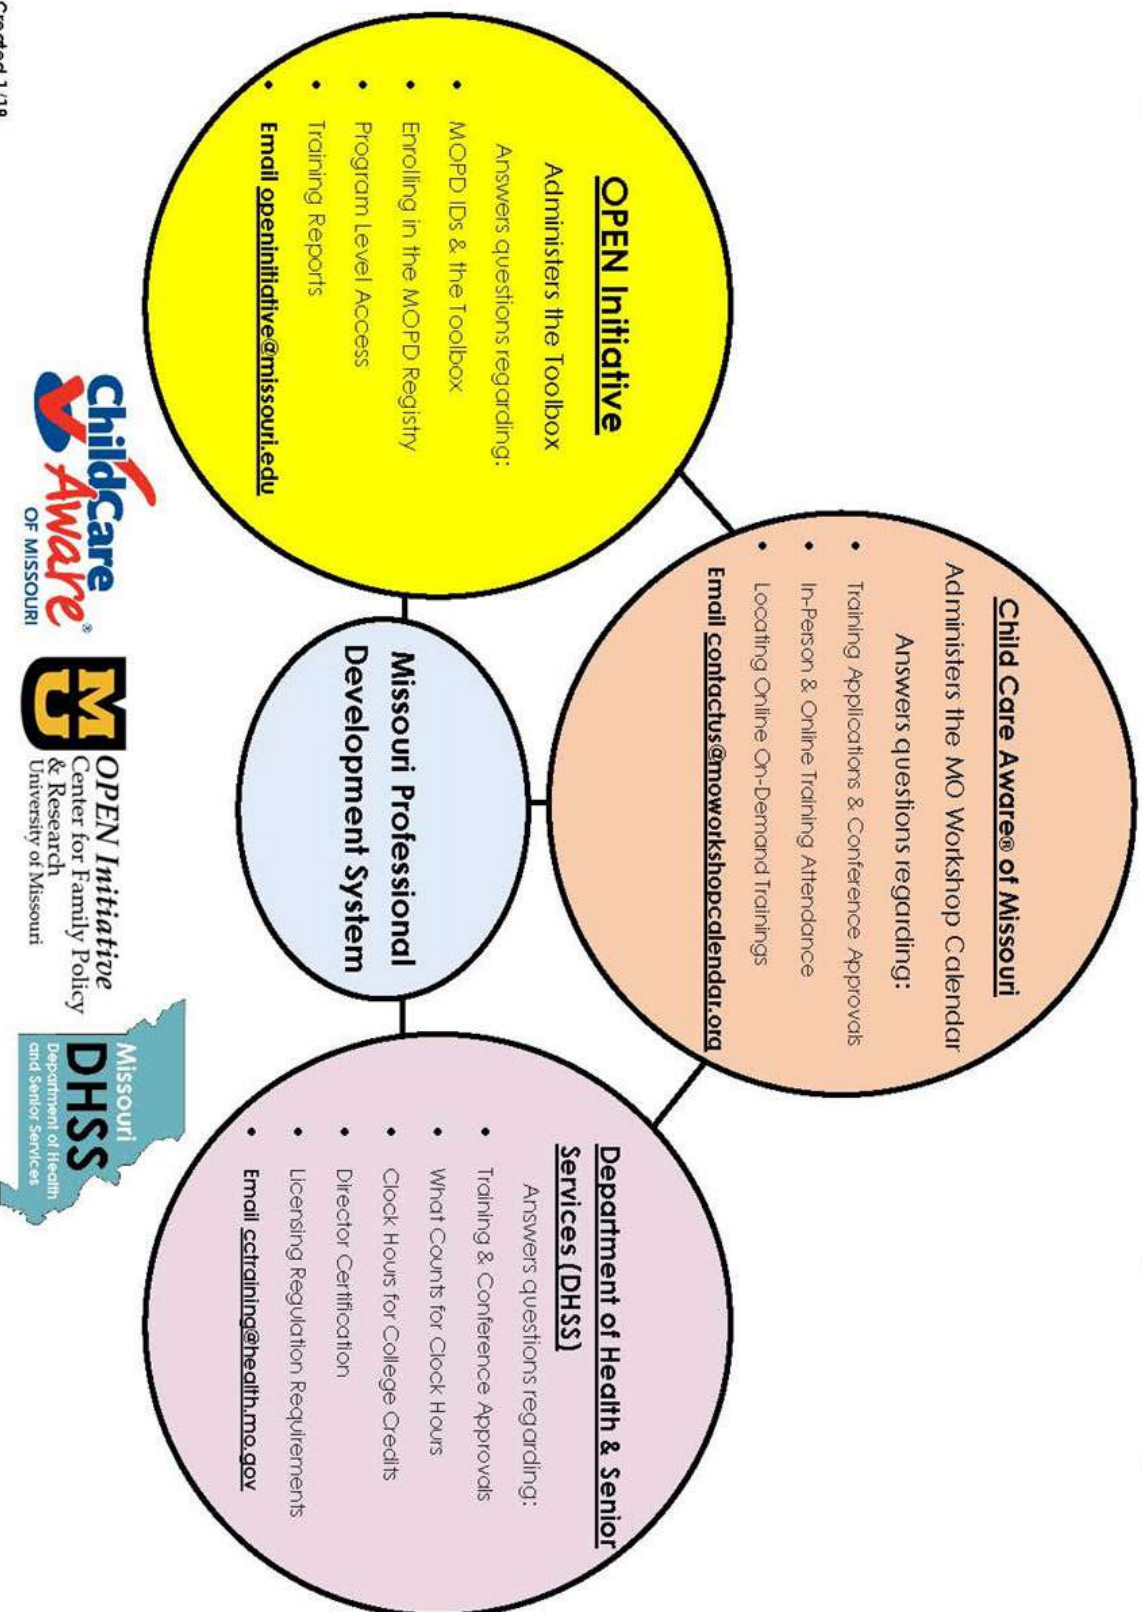 Child Care Aware® of Missouri
Administers the MO Workshop Calendar
Answers questions regarding:
• Training Applications & Conference Approvals
• In-Person & Online Training Attendance
• Locating Online On-Demand Trainings
Email contactus@moworkshopcalendar.org
OPEN Initiative
Administers the Toolbox
Answers questions regarding:
• MOPD IDs & the Toolbox
• Enrolling in the MOPD Registry
• Program Level Access
• Training Reports
• Email openinitiative@missouri.edu
Missouri Professional
Development System
Department of Health & Senior
Services (DHSS)
Answers questions regarding:
• Training & Conference Approvals
• What Counts for Clock Hours
• Clock Hours for College Credits
• Director Certification
• Licensing Regulation Requirements
• Email cctraining@health.mo.gov
ChildCare
Aware®
OF MISSOURI
MU
OPEN Initiative
Center for Family Policy
& Research
University of Missouri
Missouri
DHSS
Department of Health
and Senior Services
Created 1/18